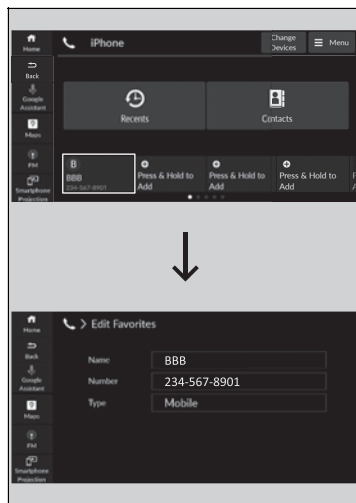 Home
iPhone
Change
Devices
Menu
Back
Google
Assistant
Recents
Contacts
Maps
FM
B
BBB
234-567-8901
Press & Hold to
Add
Press & Hold to
Add
Press & Hold to
Add
Smartphone
Projection
Home
> Edit Favorites
Back
Name
BBB
Google
Assistant
Number
234-567-8901
Type
Mobile
Maps
FM
Smartphone
Projection